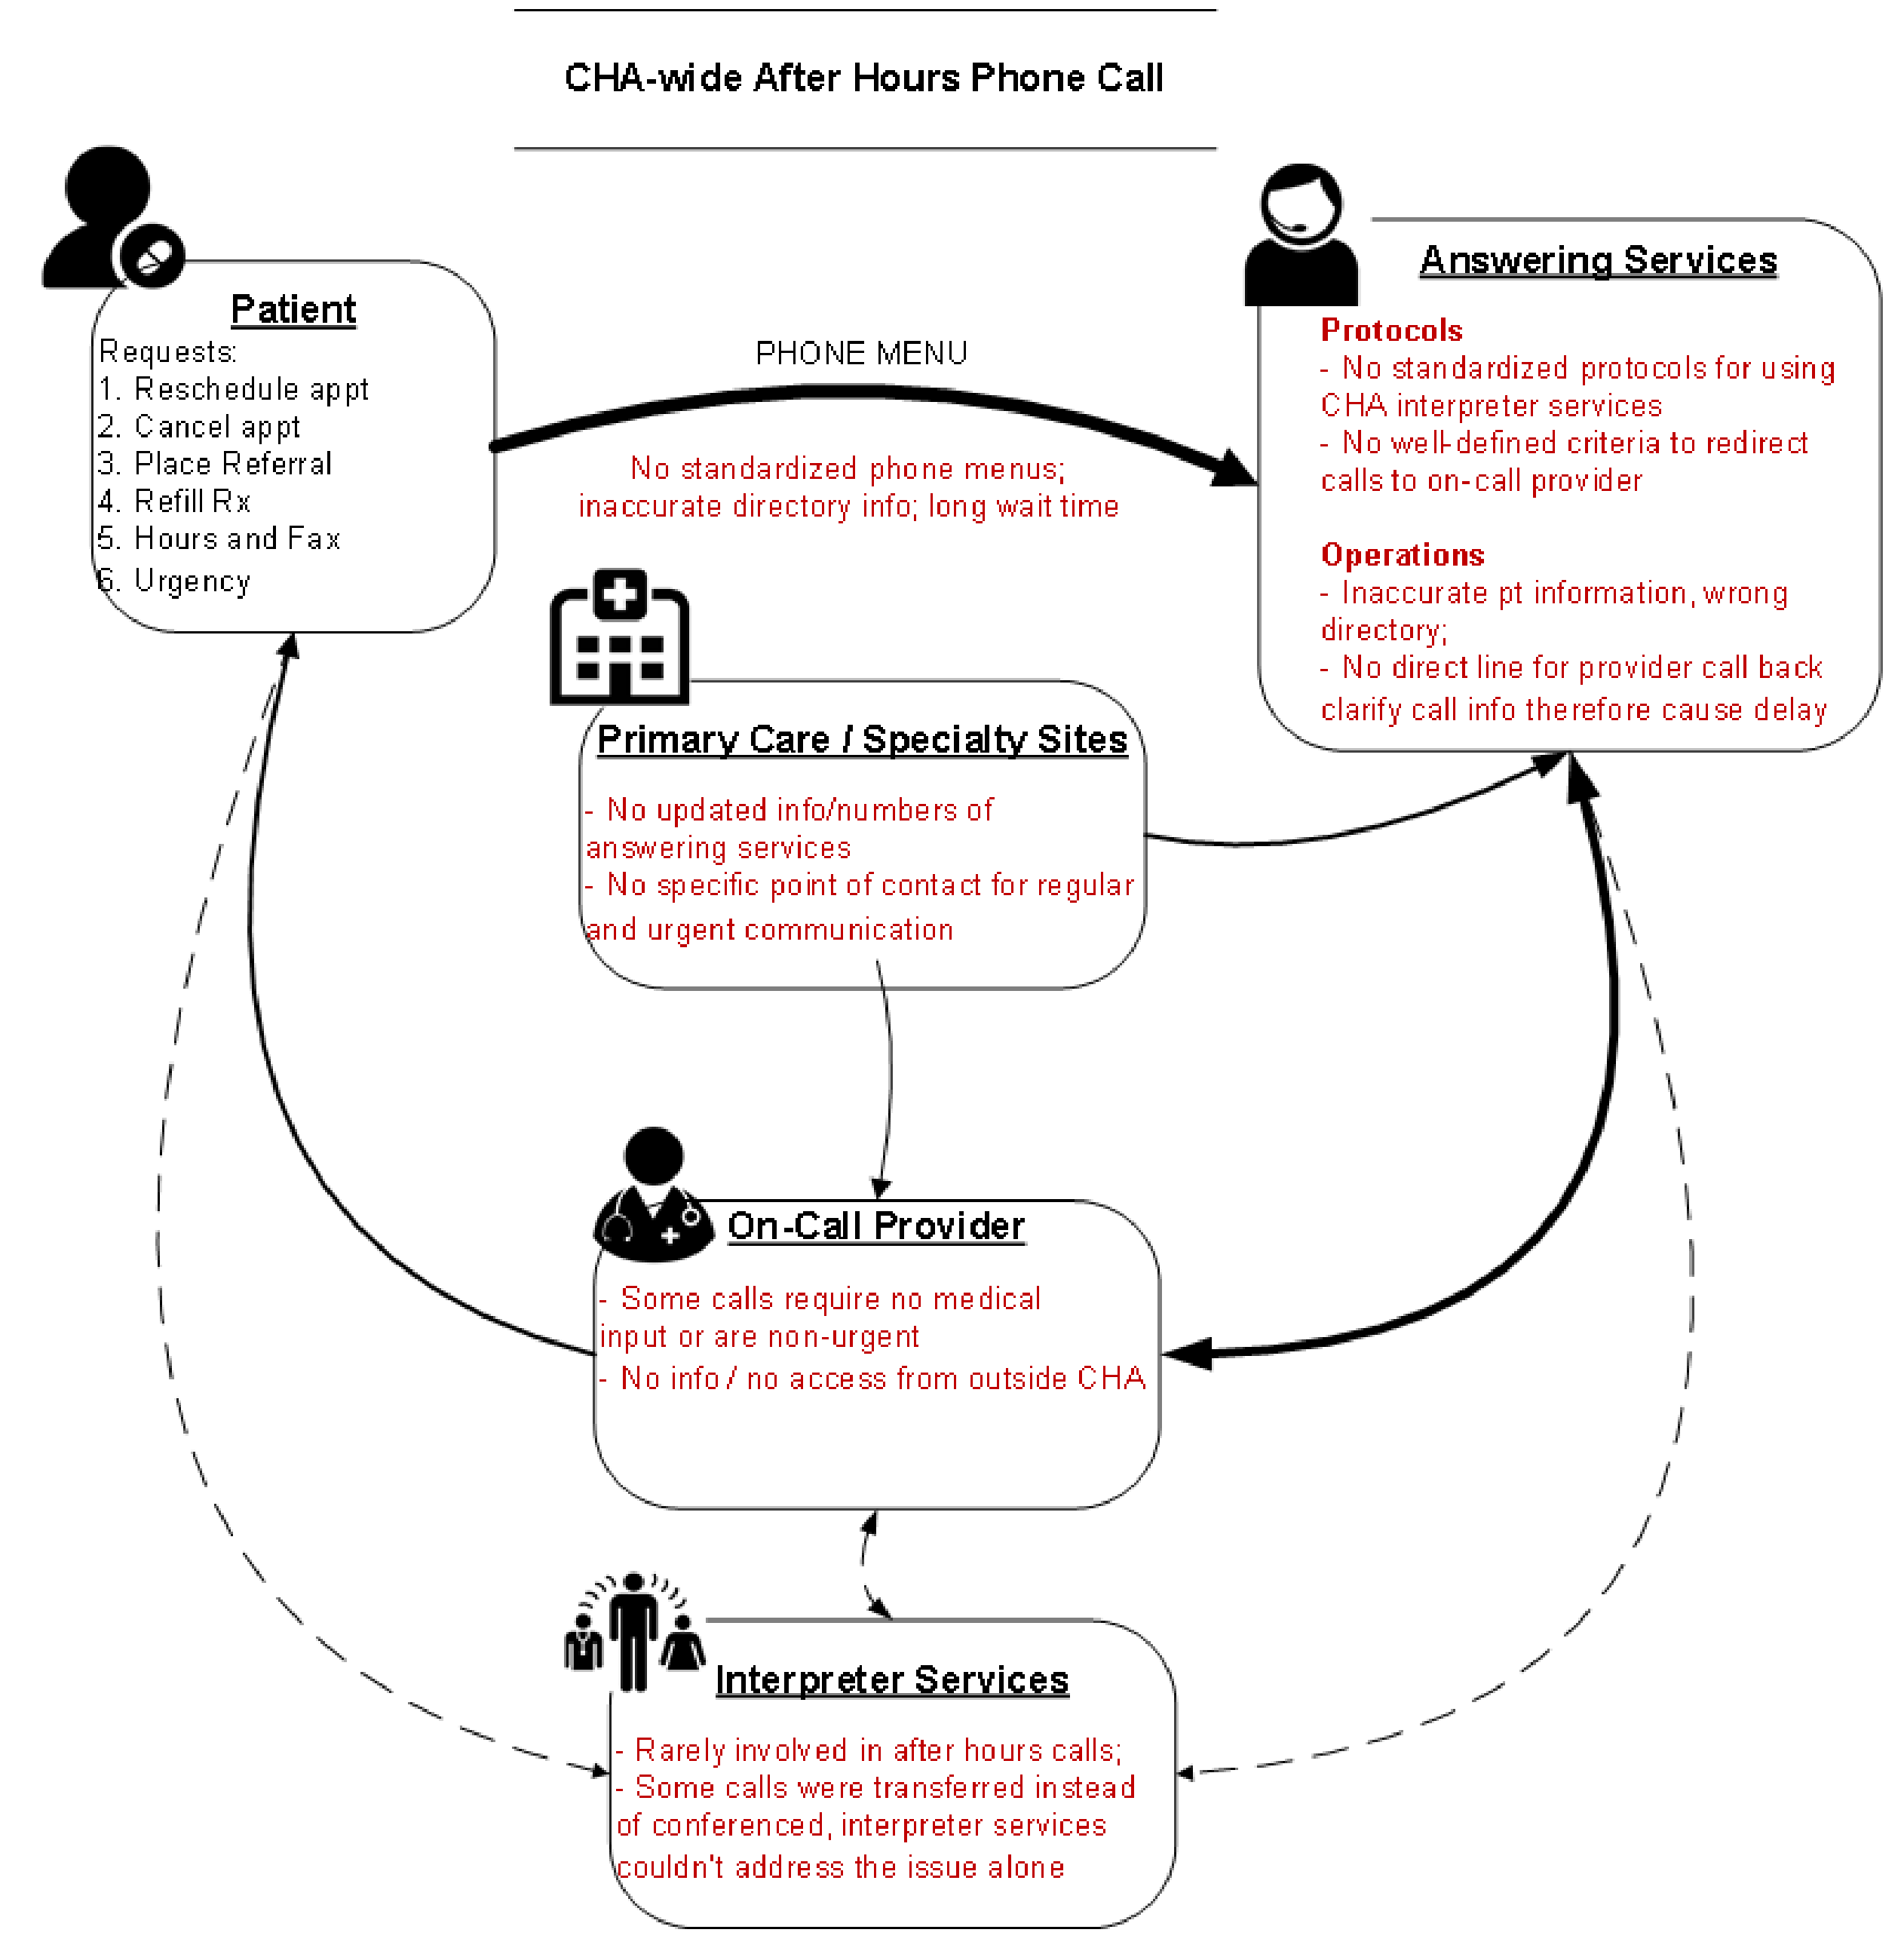 CHA-wide After Hours Phone Call
Patient
Requests:
1. Reschedule appt
2. Cancel appt
3. Place Referral
4. Refill Rx
5. Hours and Fax
6. Urgency
PHONE MENU
No standardized phone menus;
inaccurate directory info; long wait time
Answering Services
Protocols
- No standardized protocols for using
CHA interpreter services
- No well-defined criteria to redirect
calls to on-call provider
Operations
- Inaccurate pt information, wrong
directory;
- No direct line for provider call back
clarify call info therefore cause delay
Primary Care / Specialty Sites
- No updated info/numbers of
answering services
- No specific point of contact for regular
and urgent communication
On-Call Provider
- Some calls require no medical
input or are non-urgent
- No info / no access from outside CHA
Interpreter Services
- Rarely involved in after hours calls;
- Some calls were transferred instead
of conferenced, interpreter services
couldn't address the issue alone